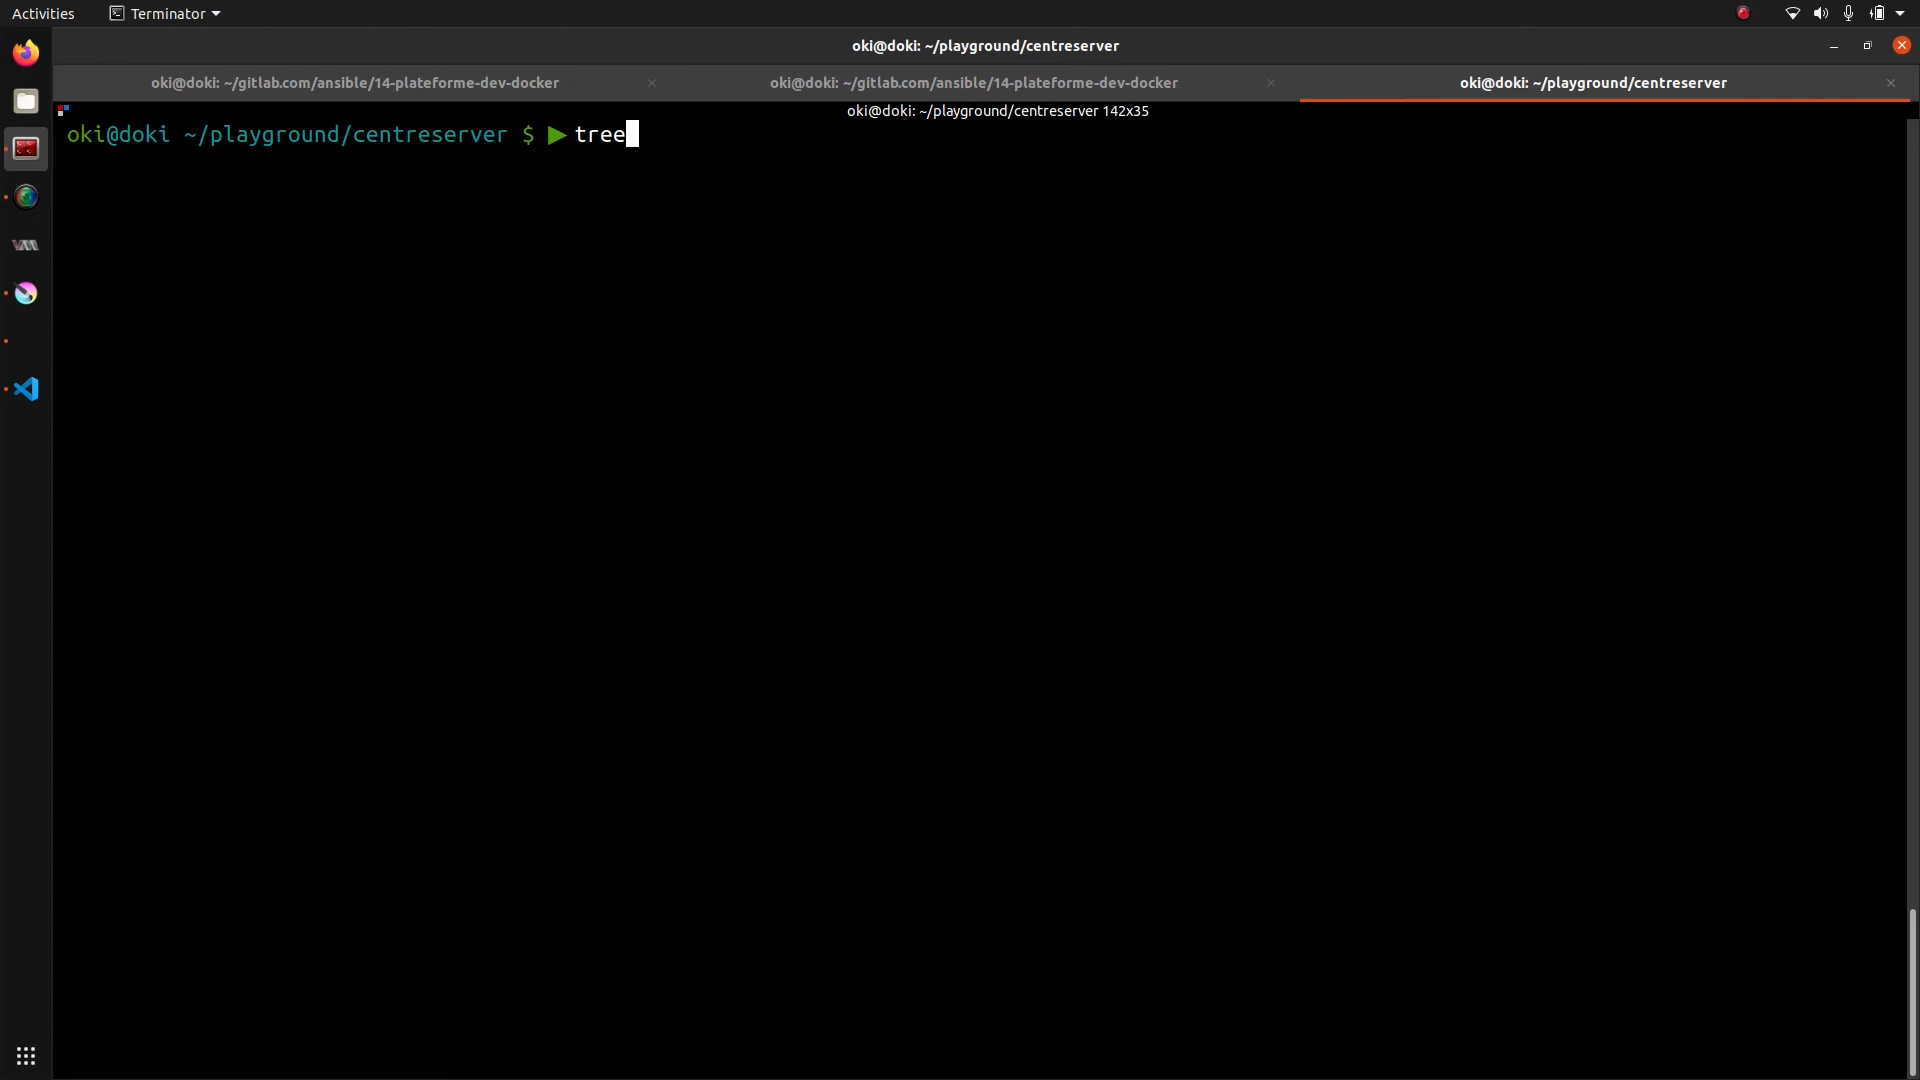 Activities Terminator
oki@doki: ~/playground/centreserver
oki@doki: ~/gitlab.com/ansible/14-plateforme-dev-docker × oki@doki: ~/gitlab.com/ansible/14-plateforme-dev-docker × oki@doki: ~/playground/centreserver ×
oki@doki: ~/playground/centreserver 142x35
oki@doki ~/playground/centreserver $ ▶ tree